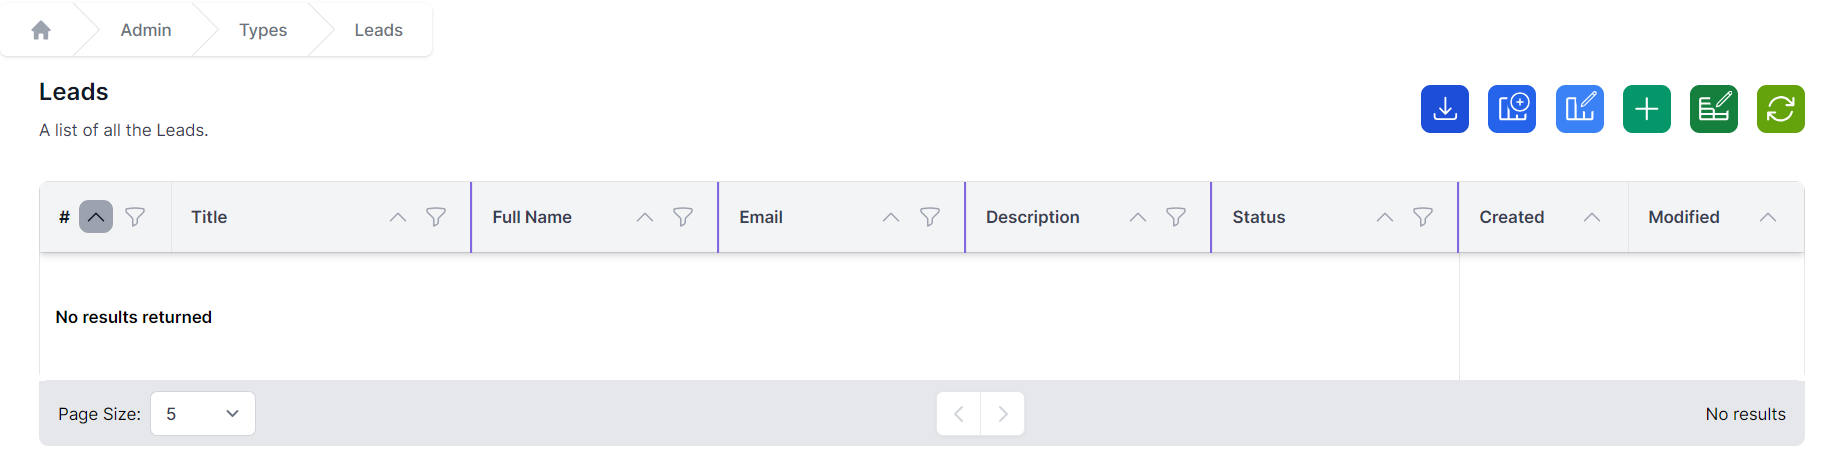 Admin Types Leads
Leads
A list of all the Leads.
# Title Full Name Email Description Status Created Modified
No results returned
Page Size: 5 No results